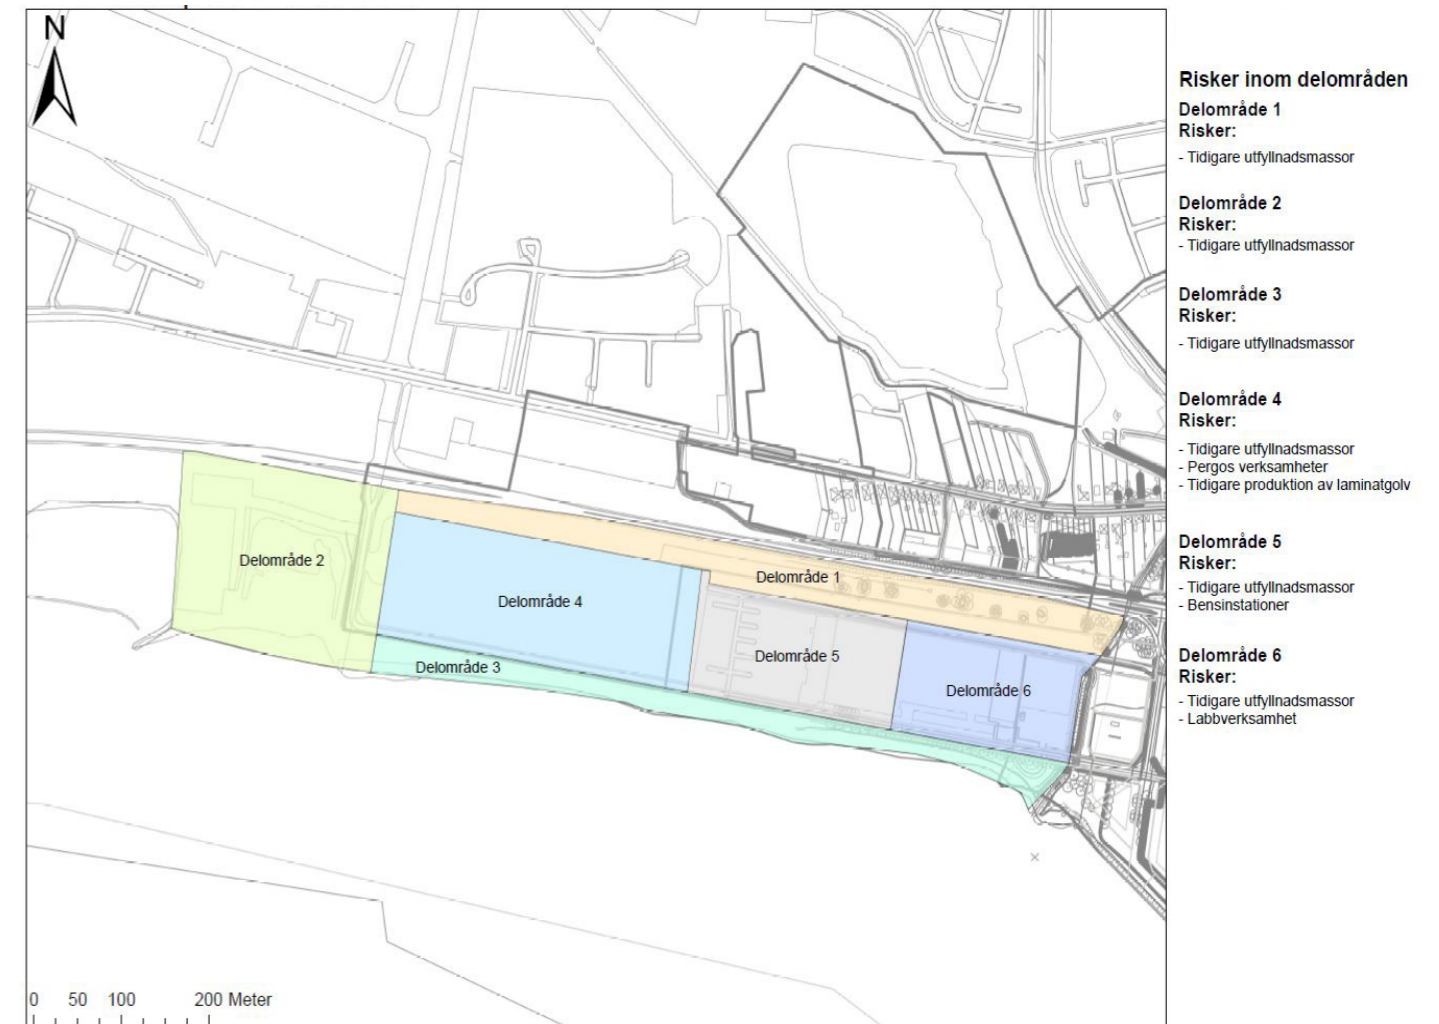 N
Risker inom delområden
Delområde 1
Risker:
- Tidigare utfyllnadsmassor
Delområde 2
Risker:
- Tidigare utfyllnadsmassor
Delområde 3
Risker:
- Tidigare utfyllnadsmassor
Delområde 4
Risker:
- Tidigare utfyllnadsmassor
- Pergos verksamheter
- Tidigare produktion av laminatgolv
Delområde 5
Risker:
- Tidigare utfyllnadsmassor
- Bensinstationer
Delområde 6
Risker:
- Tidigare utfyllnadsmassor
- Labbverksamhet
Delområde 2
Delområde 1
Delområde 4
Delområde 5
Delområde 3
Delområde 6
0 50 100 200 Meter